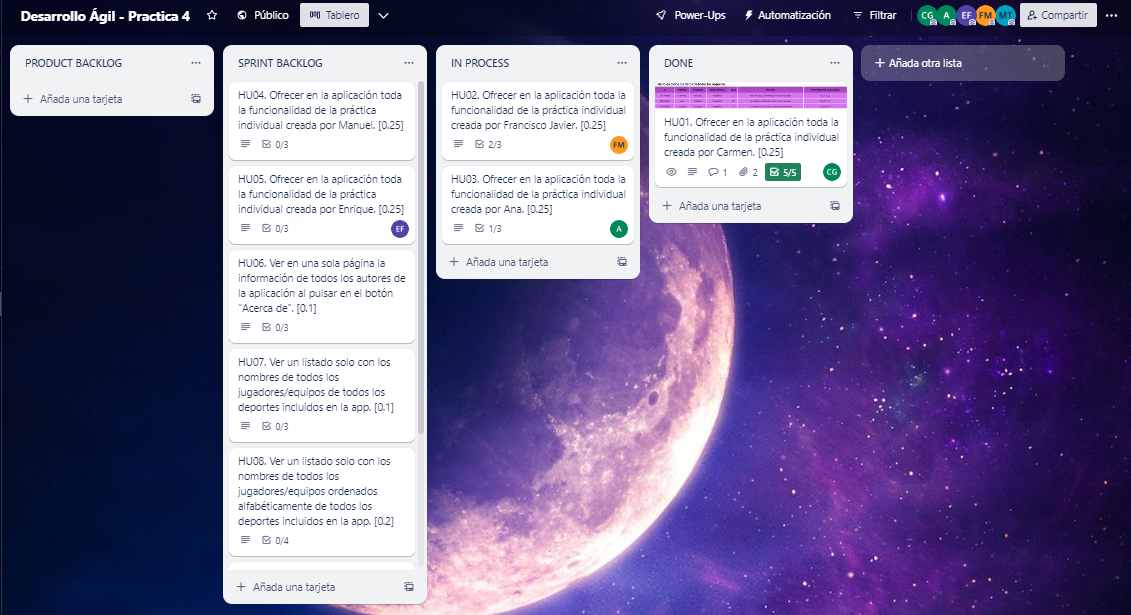 Desarrollo Ágil - Practica 4
Público
Tablero
Power-Ups
Automatización
Filtrar
CG
A
EF
FM
MT
Compartir
PRODUCT BACKLOG
Añada una tarjeta
SPRINT BACKLOG
HU04. Ofrecer en la aplicación toda
la funcionalidad de la práctica
individual creada por Manuel. [0.25]
0/3
HU05. Ofrecer en la aplicación toda
la funcionalidad de la práctica
individual creada por Enrique. [0.25]
0/3
EF
HU06. Ver en una sola página la
información de todos los autores de
la aplicación al pulsar en el botón
“Acerca de”. [0.1]
0/3
HU07. Ver un listado solo con los
nombres de todos los
jugadores/equipos de todos los
deportes incluidos en la app. [0.1]
0/3
HU08. Ver un listado solo con los
nombres de todos los
jugadores/equipos ordenados
alfabéticamente de todos los
deportes incluidos en la app. [0.2]
0/4
Añada una tarjeta
IN PROCESS
HU02. Ofrecer en la aplicación toda
la funcionalidad de la práctica individual
creada por Francisco Javier. [0.25]
2/3
FM
HU03. Ofrecer en la aplicación toda la
funcionalidad de la práctica individual
creada por Ana. [0.25]
1/3
A
Añada una tarjeta
DONE
HU01. Ofrecer en la aplicación toda la
funcionalidad de la práctica individual
creada por Carmen. [0.25]
1
2
5/5
CG
Añada una tarjeta
Añada otra lista